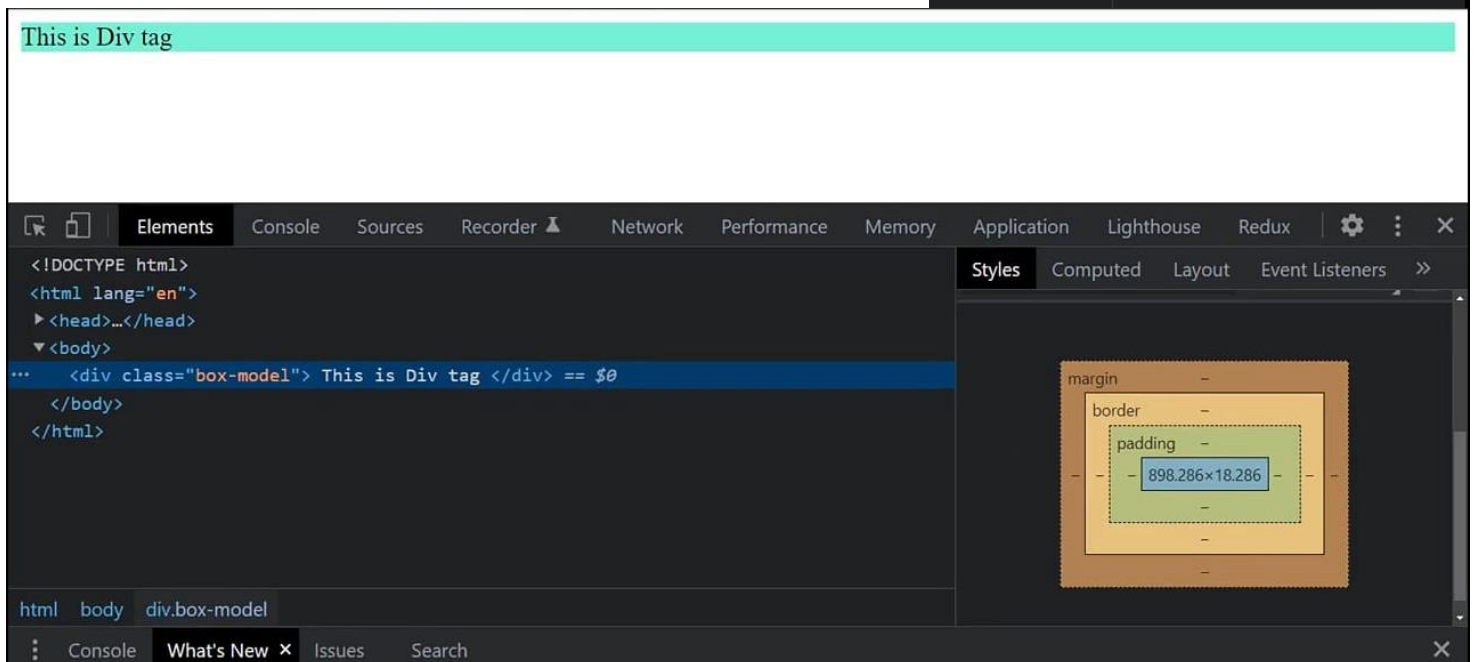 This is Div tag
Elements Console Sources Recorder Network Performance Memory Application Lighthouse Redux
<!DOCTYPE html>
<html lang="en">
<head>…</head>
<body>
<div class="box-model"> This is Div tag </div> == $0
</body>
</html>
html body div.box-model
Styles Computed Layout Event Listeners »
margin –
border –
padding –
– – – 898.286×18.286 – – –
–
–
–
Console What's New × Issues Search